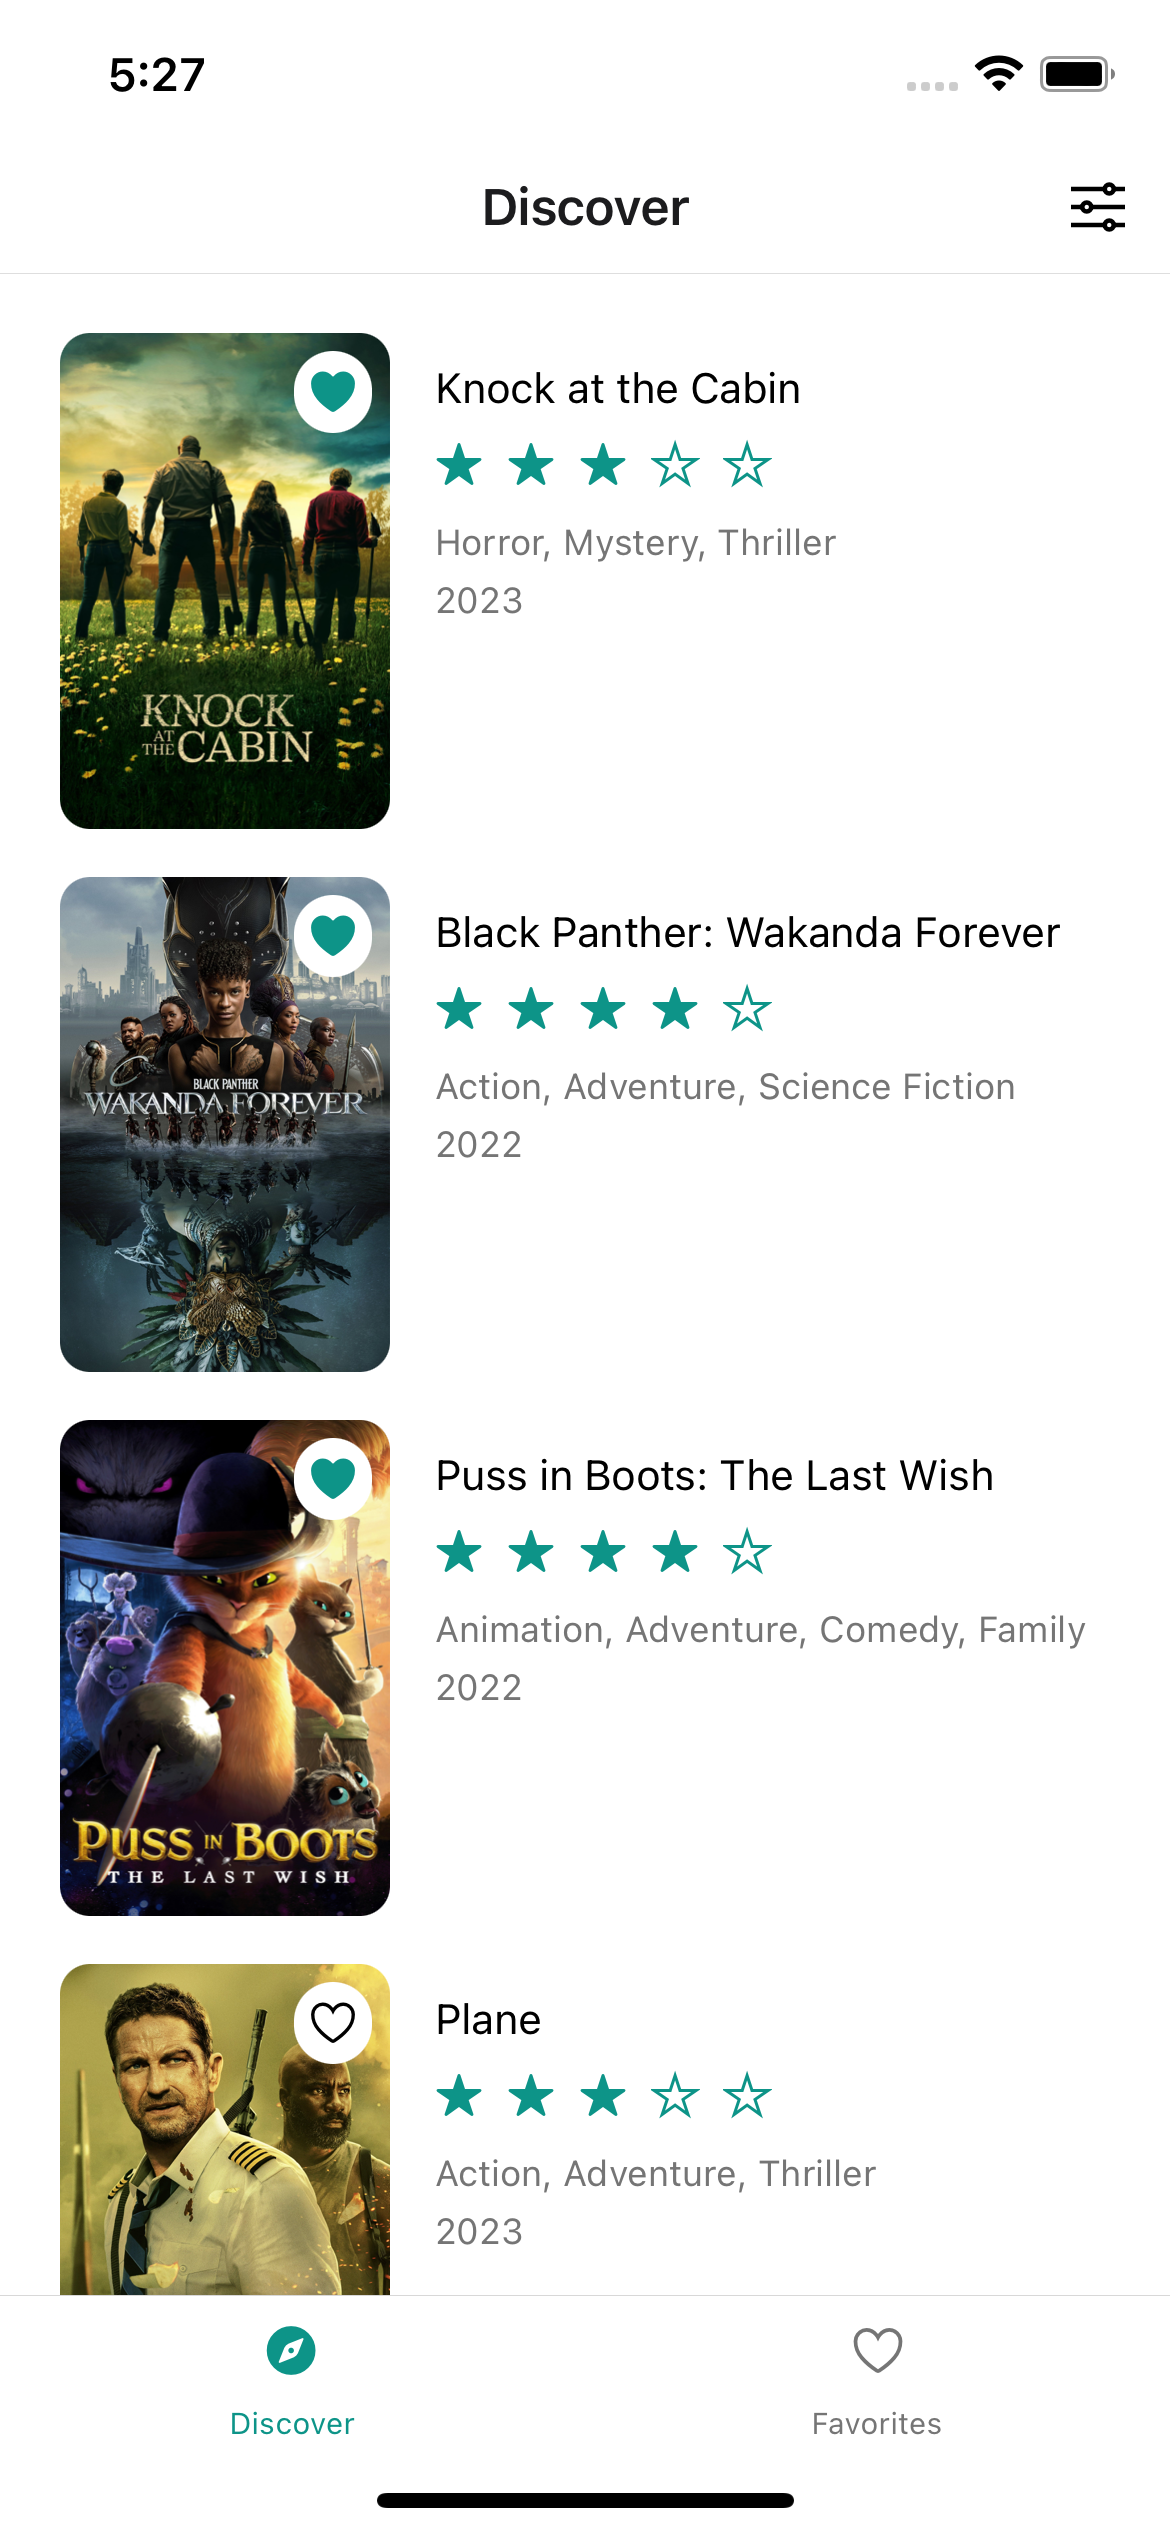 5:27
Discover
Knock at the Cabin
Horror, Mystery, Thriller
2023
KNOCK
AT
THE CABIN
Black Panther: Wakanda Forever
Action, Adventure, Science Fiction
2022
BLACK PANTHER
WAKANDA FOREVER
Puss in Boots: The Last Wish
Animation, Adventure, Comedy, Family
2022
PUSS IN BOOTS
THE LAST WISH
Plane
Action, Adventure, Thriller
2023
Discover
Favorites